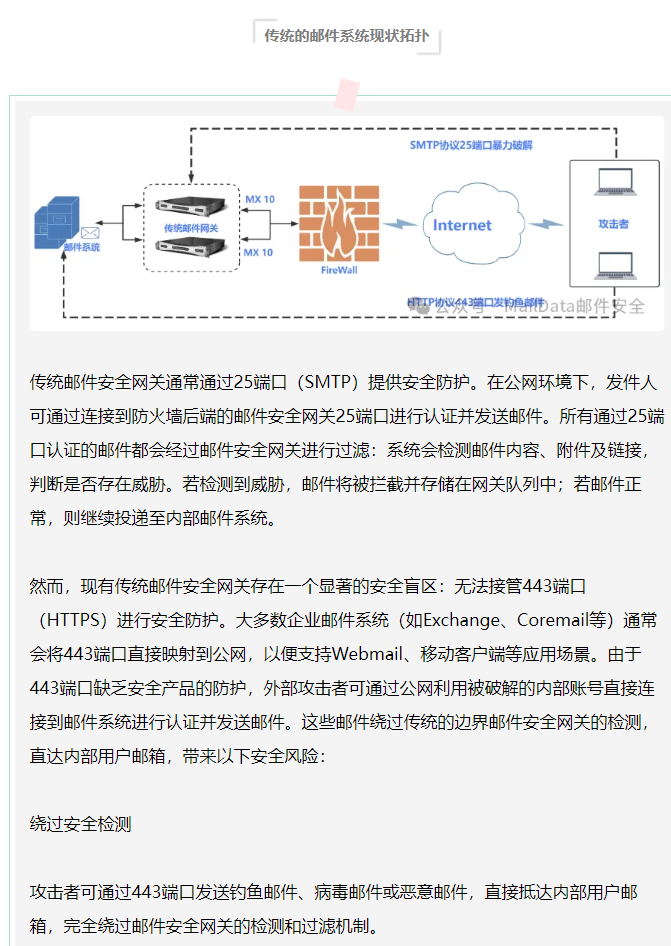 传统的邮件系统现状拓扑
SMTP协议25端口暴力破解
MX 10
传统邮件网关
邮件系统
MX 10
FireWall
Internet
攻击者
HTTP协议443端口发钓鱼邮件
公众号 MailData邮件安全
传统邮件安全网关通常通过25端口（SMTP）提供安全防护。在公网环境下，发件人
可通过连接到防火墙后端的邮件安全网关25端口进行认证并发送邮件。所有通过25端
口认证的邮件都会经过邮件安全网关进行过滤：系统会检测邮件内容、附件及链接，
判断是否存在威胁。若检测到威胁，邮件将被拦截并存储在网关队列中；若邮件正
常，则继续投递至内部邮件系统。
然而，现有传统邮件安全网关存在一个显著的安全盲区：无法接管443端口
（HTTPS）进行安全防护。大多数企业邮件系统（如Exchange、Coremail等）通常
会将443端口直接映射到公网，以便支持Webmail、移动客户端等应用场景。由于
443端口缺乏安全产品的防护，外部攻击者可通过公网利用被破解的内部账号直接连
接到邮件系统进行认证并发送邮件。这些邮件绕过传统的边界邮件安全网关的检测，
直达内部用户邮箱，带来以下安全风险：
绕过安全检测
攻击者可通过443端口发送钓鱼邮件、病毒邮件或恶意邮件，直接抵达内部用户邮
箱，完全绕过邮件安全网关的检测和过滤机制。